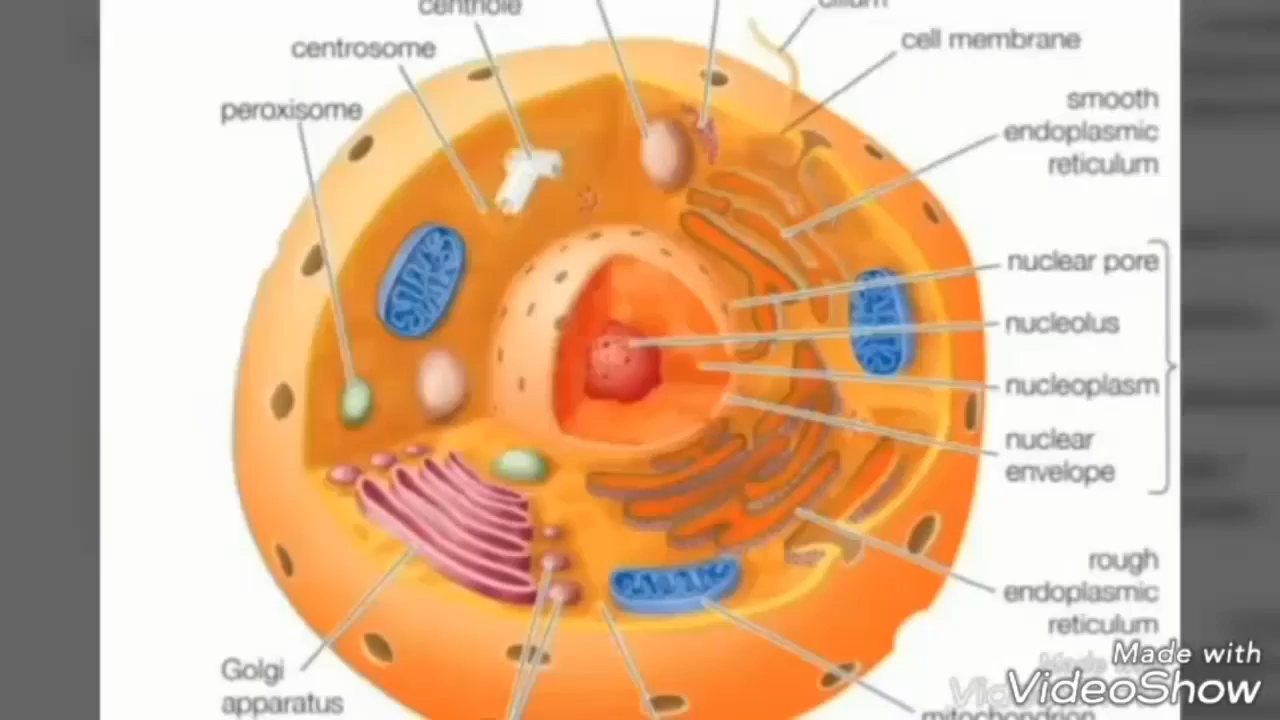 centriole
cilium
centrosome
cell membrane
peroxisome
smooth
endoplasmic
reticulum
nuclear pore
nucleolus
nucleoplasm
nuclear
envelope
rough
endoplasmic
reticulum
Golgi
apparatus
mitochondrion
Made with
VideoShow